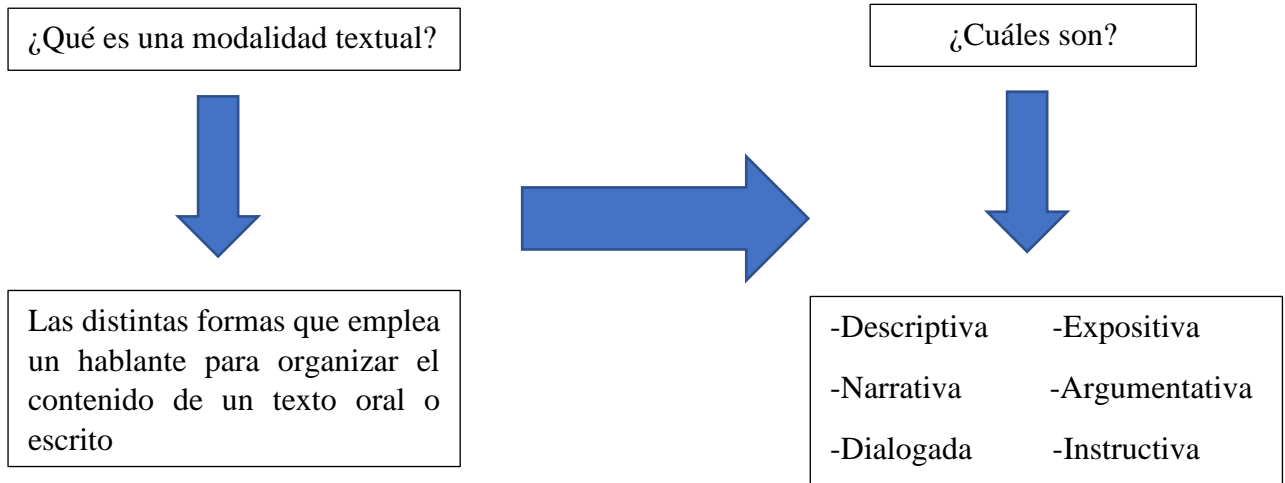 ¿Qué es una modalidad textual?
Las distintas formas que emplea
un hablante para organizar el
contenido de un texto oral o
escrito
¿Cuáles son?
-Descriptiva -Expositiva
-Narrativa -Argumentativa
-Dialogada -Instructiva